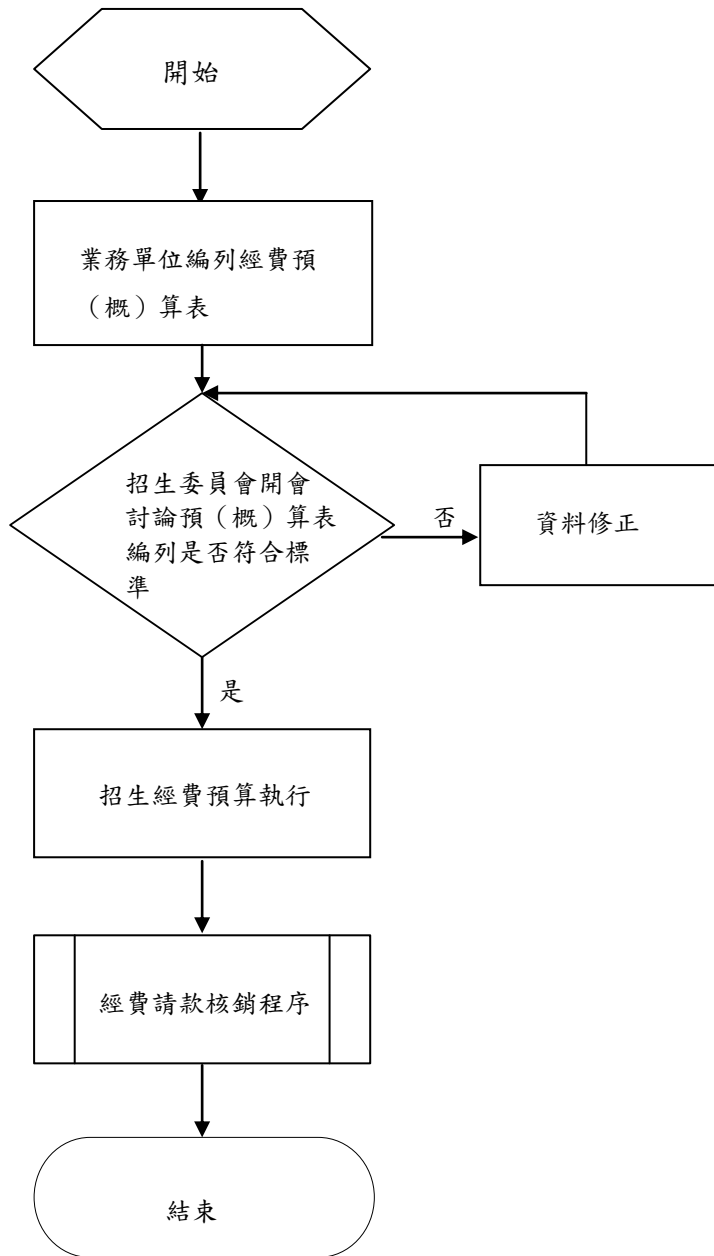 開始
業務單位編列經費預
（概）算表
招生委員會開會
討論預（概）算表
編列是否符合標
準
否
資料修正
是
招生經費預算執行
經費請款核銷程序
結束